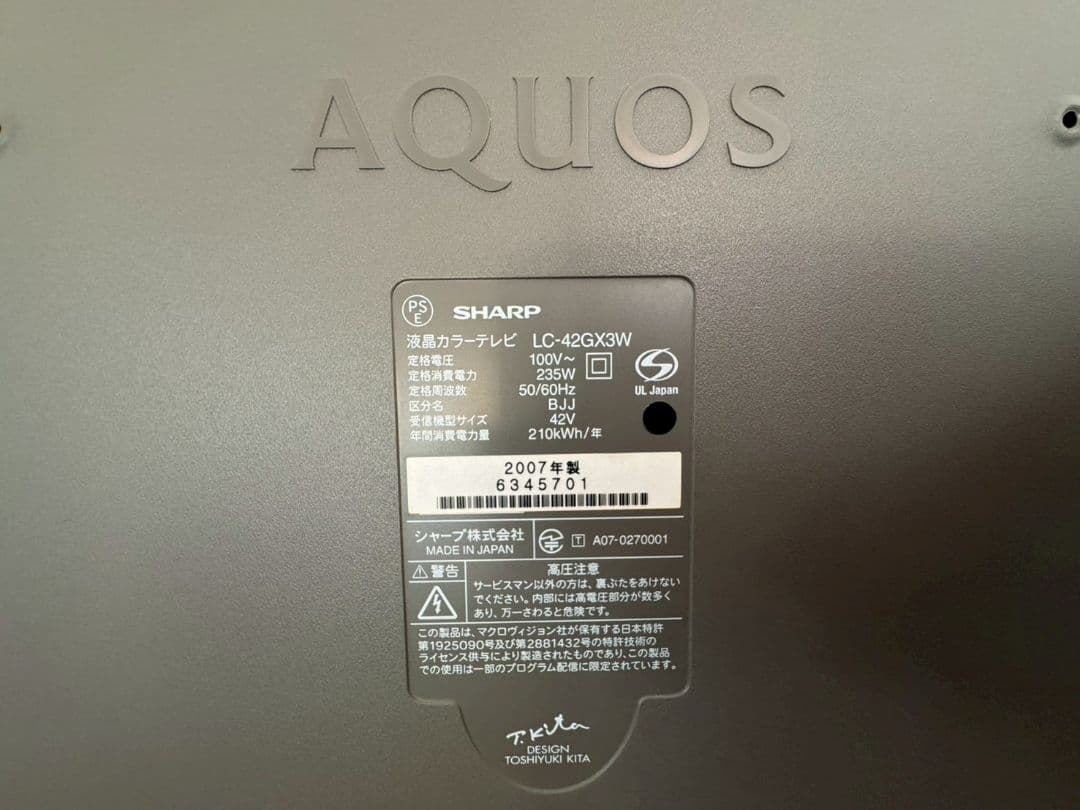 AQUOS
PS
E
SHARP
液晶カラーテレビ LC-42GX3W
定格電圧 100V～
定格消費電力 235W
定格周波数 50/60Hz
区分名 BJJ
受信機型サイズ 42V
年間消費電力量 210kWh/年
UL Japan
2007年製
6345701
シャープ株式会社
MADE IN JAPAN
T A07-0270001
警告
高圧注意
サービスマン以外の方は、裏ぶたをあけない
でください。内部には高電圧部分が数多く
あり、万一さわると危険です。
この製品は、マクロヴィジョン社が保有する日本特許
第1925090号及び第2881432号の特許技術の
ライセンス供与により製造されたものであり、この製品
での使用は一部のプログラム配信に限定されています。
T.Kita
DESIGN
TOSHIYUKI KITA